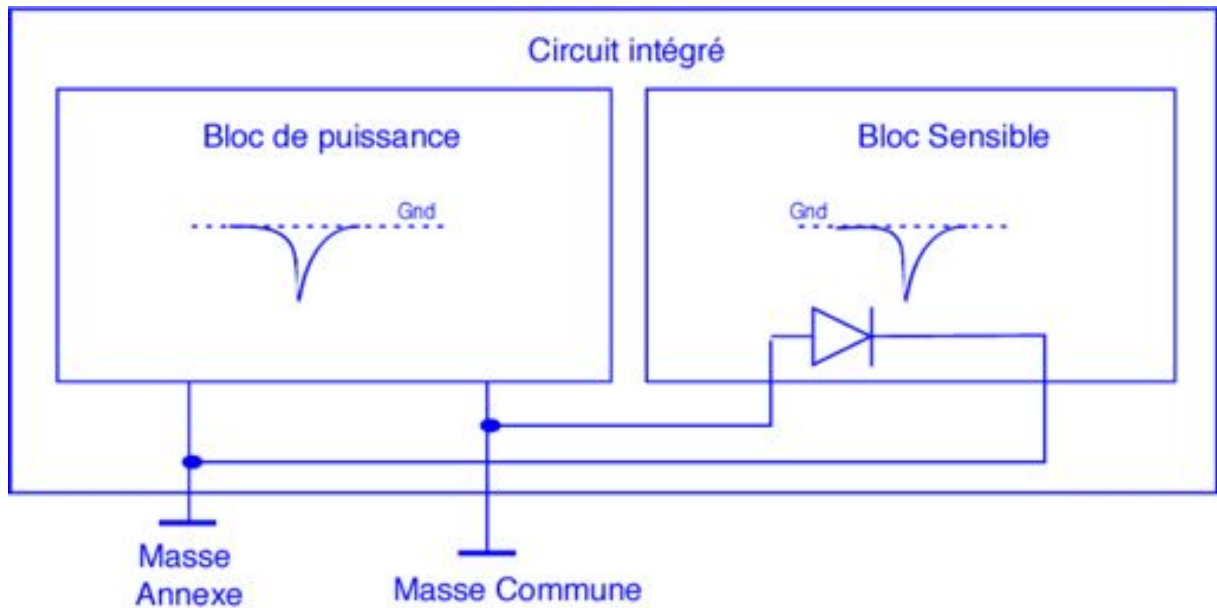 Circuit intégré
Bloc de puissance
Bloc Sensible
Gnd
Gnd
Masse
Annexe
Masse Commune